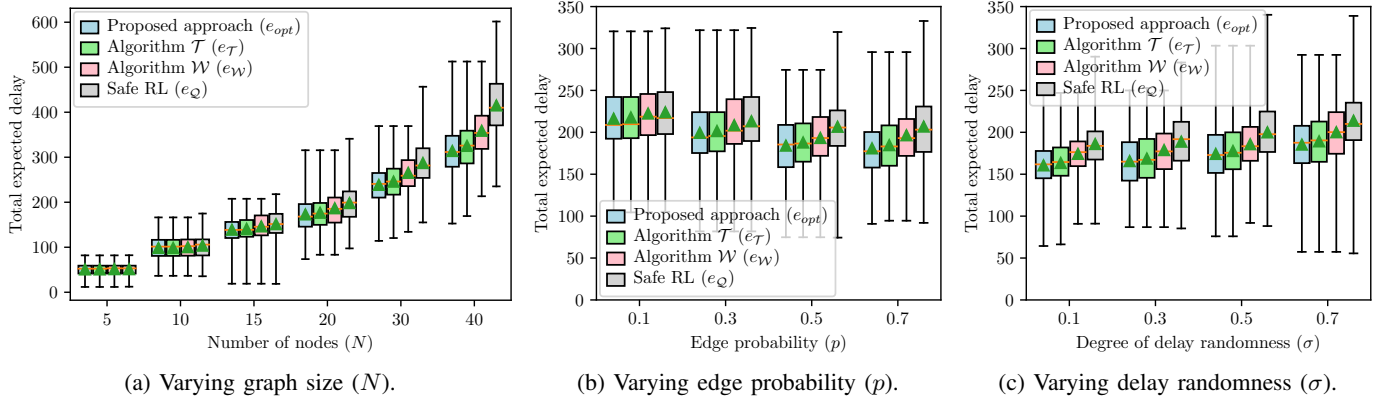 Total expected delay
600
500
400
300
200
100
0
Proposed approach (e_opt)
Algorithm 𝒯 (e_𝒯)
Algorithm 𝒲 (e_𝒲)
Safe RL (e_𝒬)
5 10 15 20 30 40
Number of nodes (N)
(a) Varying graph size (N).
Total expected delay
350
300
250
200
150
100
50
0
Proposed approach (e_opt)
Algorithm 𝒯 (e_𝒯)
Algorithm 𝒲 (e_𝒲)
Safe RL (e_𝒬)
0.1 0.3 0.5 0.7
Edge probability (p)
(b) Varying edge probability (p).
Total expected delay
350
300
250
200
150
100
50
0
Proposed approach (e_opt)
Algorithm 𝒯 (e_𝒯)
Algorithm 𝒲 (e_𝒲)
Safe RL (e_𝒬)
0.1 0.3 0.5 0.7
Degree of delay randomness (σ)
(c) Varying delay randomness (σ).